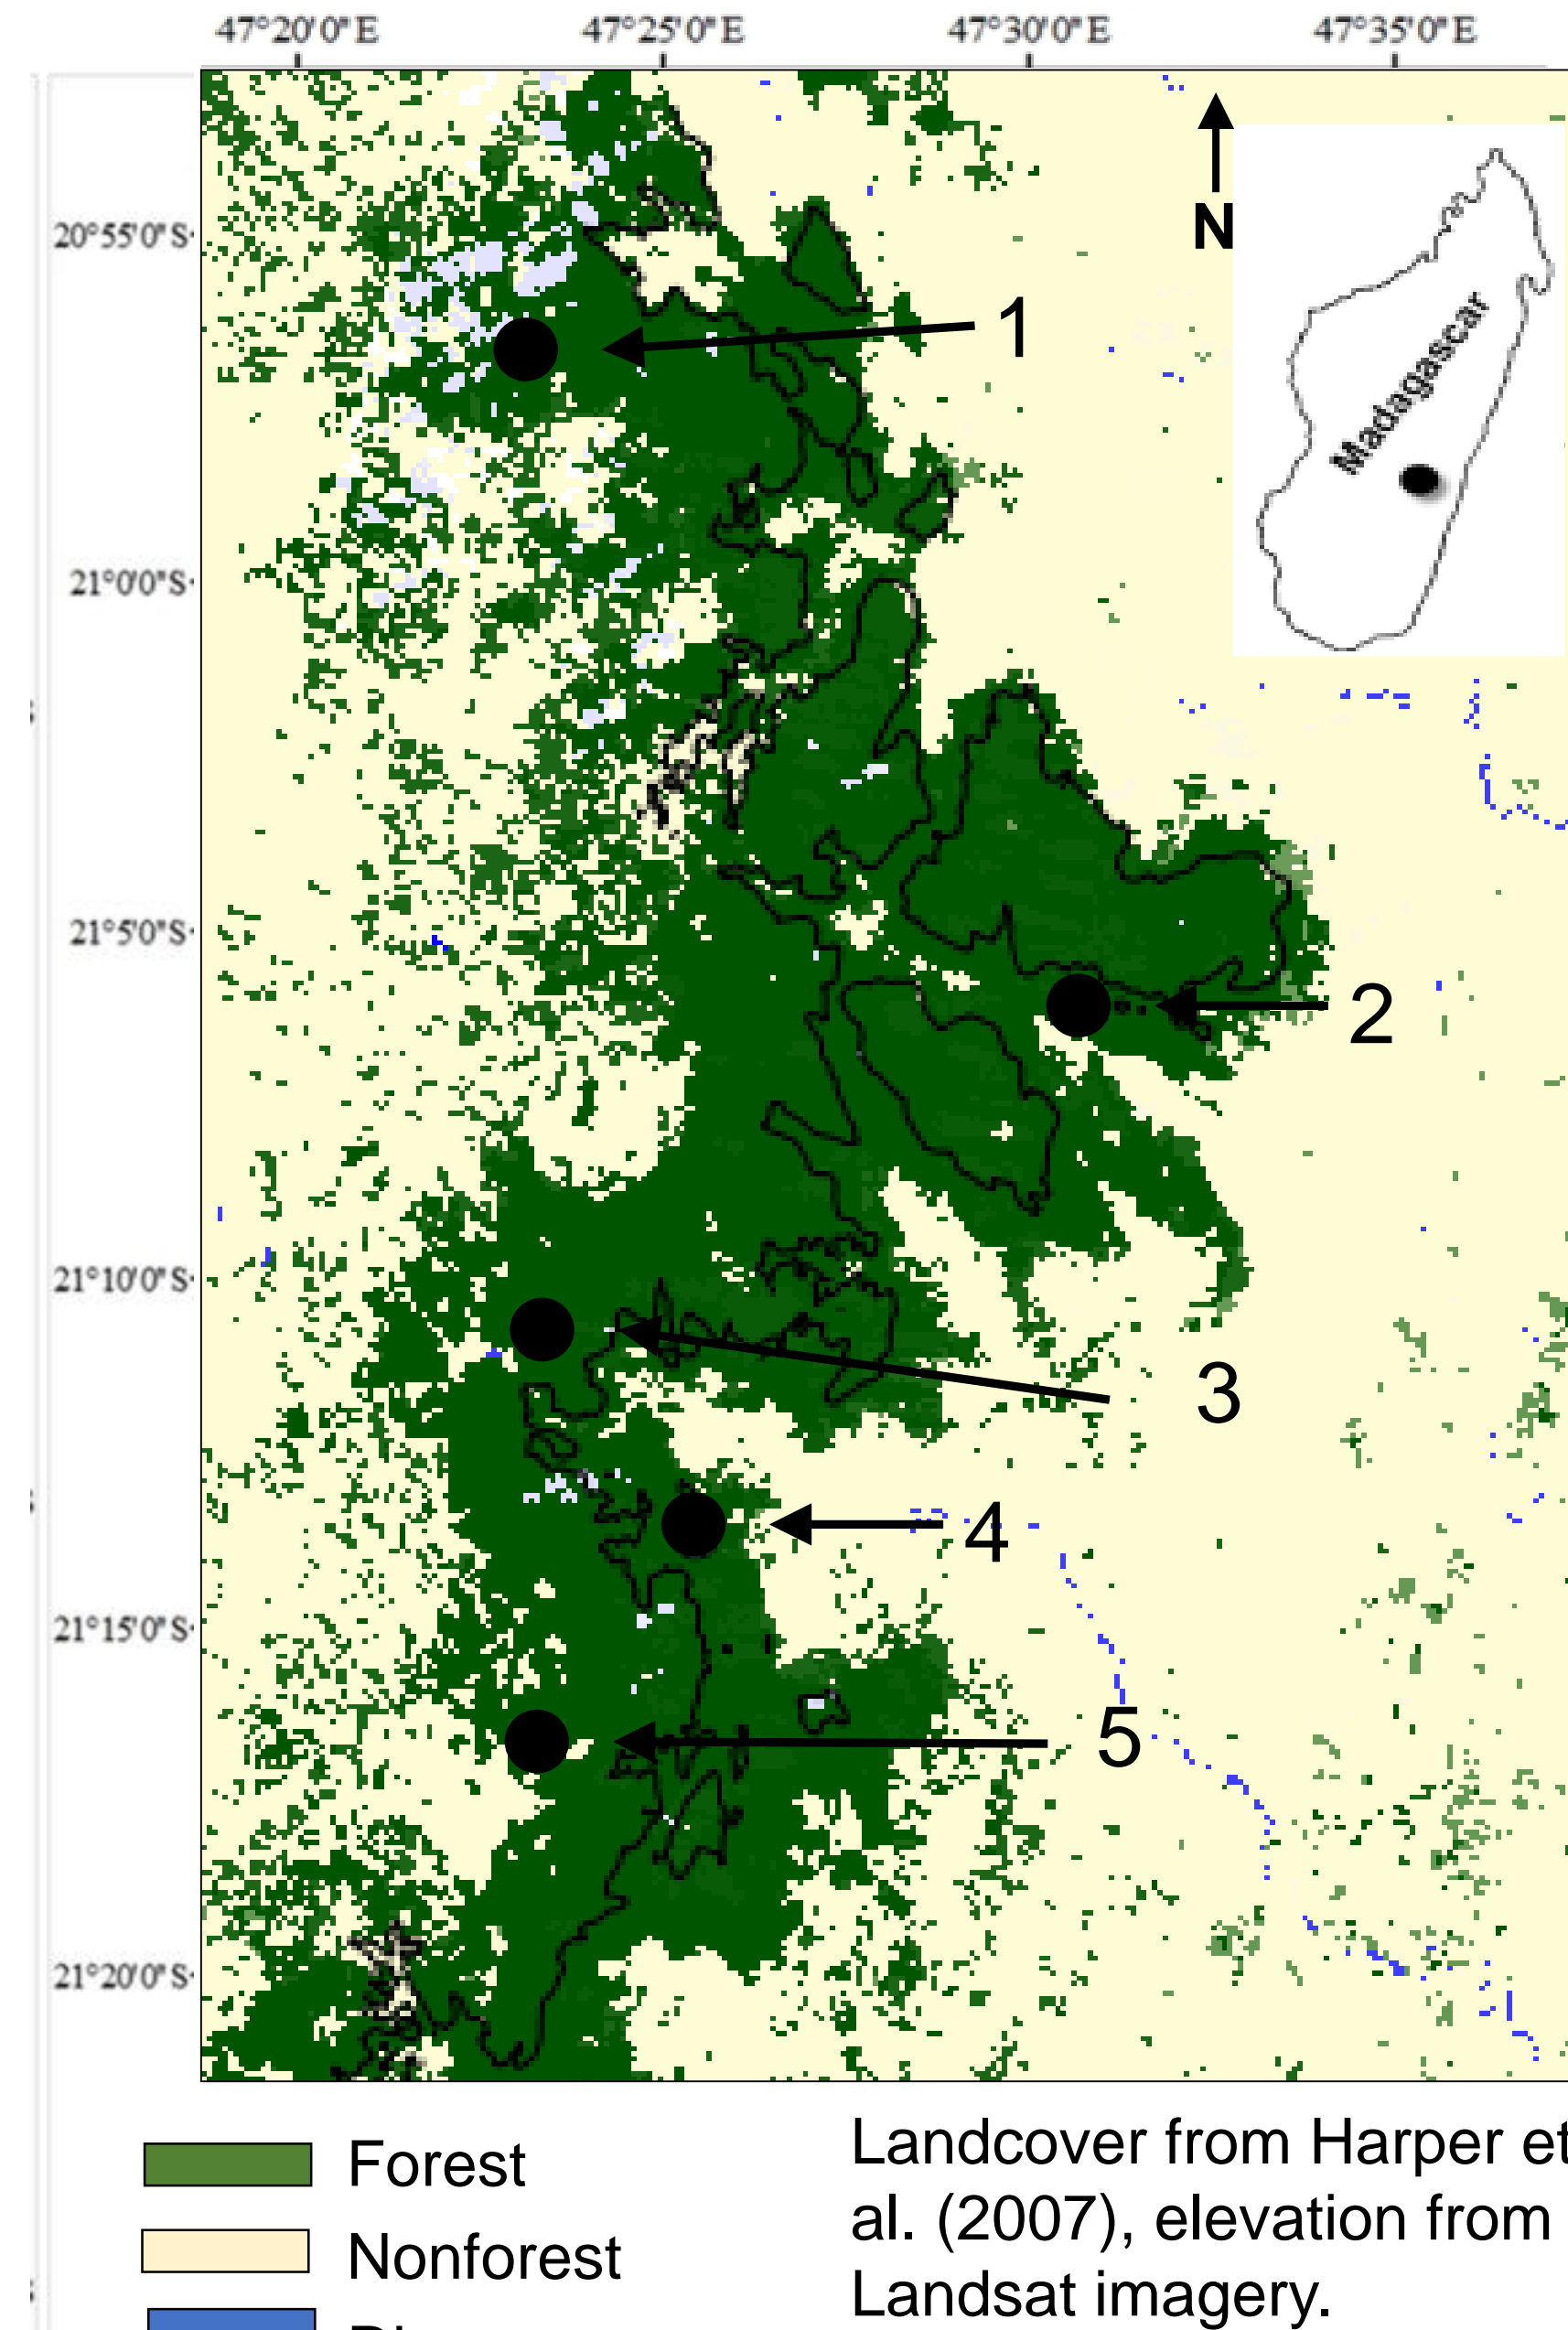 47°20'0"E 47°25'0"E 47°30'0"E 47°35'0"E
20°55'0"S
N
1
Madagascar
21°0'0"S
21°5'0"S
2
21°10'0"S
3
4
21°15'0"S
5
21°20'0"S
Forest
Nonforest
Landcover from Harper et
al. (2007), elevation from
Landsat imagery.